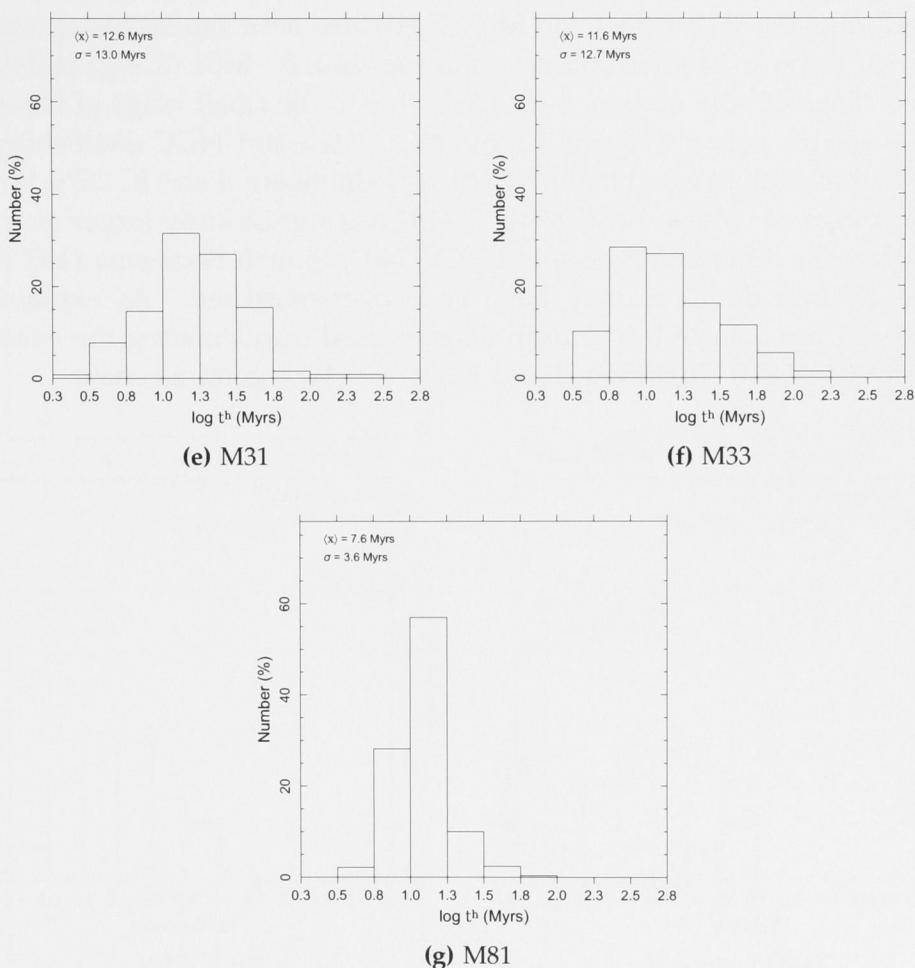 ⟨x⟩ = 12.6 Myrs
σ = 13.0 Myrs
60
40
20
0
Number (%)
0.3 0.5 0.8 1.0 1.3 1.5 1.8 2.0 2.3 2.5 2.8
log tʰ (Myrs)
(e) M31
⟨x⟩ = 11.6 Myrs
σ = 12.7 Myrs
60
40
20
0
Number (%)
0.3 0.5 0.8 1.0 1.3 1.5 1.8 2.0 2.3 2.5 2.8
log tʰ (Myrs)
(f) M33
⟨x⟩ = 7.6 Myrs
σ = 3.6 Myrs
60
40
20
0
Number (%)
0.3 0.5 0.8 1.0 1.3 1.5 1.8 2.0 2.3 2.5 2.8
log tʰ (Myrs)
(g) M81